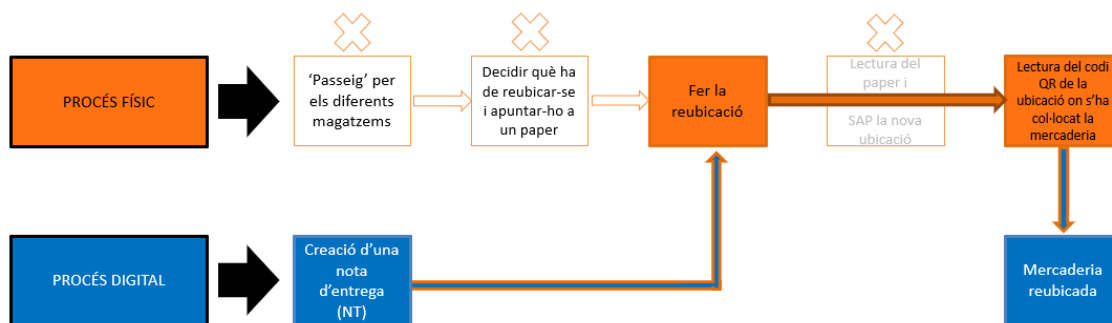 PROCÉS FÍSIC
‘Passeig’ per
els diferents
magatzems
Decidir què ha
de reubicar-se
i apuntar-ho a
un paper
Fer la
reubicació
Lectura del
paper i
SAP la nova
ubicació
Lectura del codi
QR de la
ubicació on s’ha
col·locat la
mercaderia
PROCÉS DIGITAL
Creació d’una
nota
d’entrega
(NT)
Mercaderia
reubicada